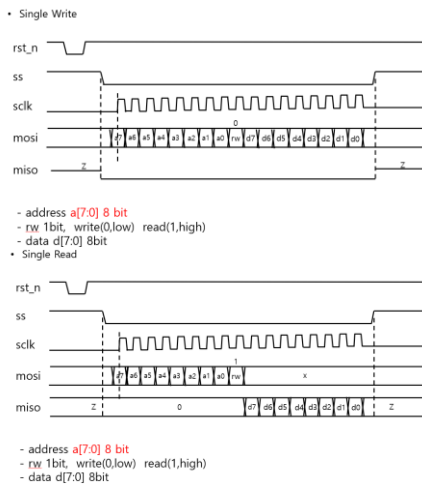 • Single Write
rst_n
ss
sclk
0
mosi a7 a6 a5 a4 a3 a2 a1 a0 rw d7 d6 d5 d4 d3 d2 d1 d0
miso Z Z
- address a[7:0] 8 bit
- rw 1bit, write(0,low) read(1,high)
- data d[7:0] 8bit
• Single Read
rst_n
ss
sclk
1
mosi a7 a6 a5 a4 a3 a2 a1 a0 rw x
miso Z 0 d7 d6 d5 d4 d3 d2 d1 d0 Z
- address a[7:0] 8 bit
- rw 1bit, write(0,low) read(1,high)
- data d[7:0] 8bit